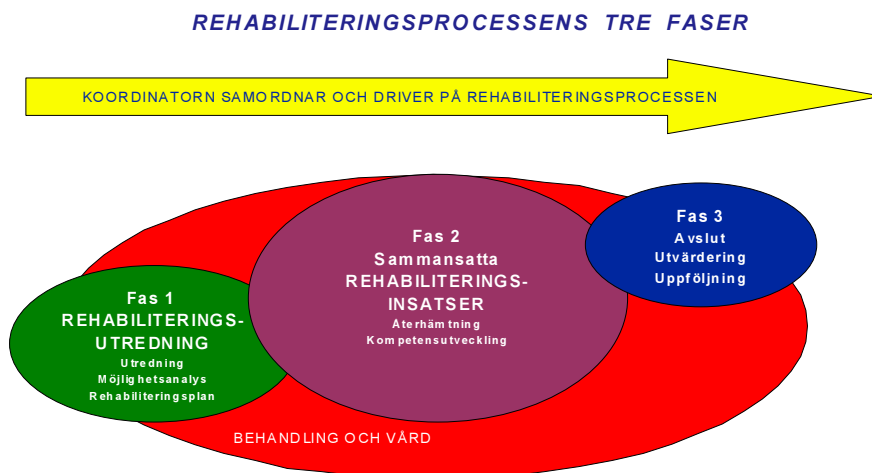 REHABILITERINGSPROCESSENS TRE FASER
KOORDINATORN SAMORDNAR OCH DRIVER PÅ REHABILITERINGSPROCESSEN
Fas 1
REHABILITERINGS-
UTREDNING
Utredning
Möjlighetsanalys
Rehabiliteringsplan
Fas 2
Sammansatta
REHABILITERINGS-
INSATSER
Återhämtning
Kompetensutveckling
Fas 3
Avslut
Utvärdering
Uppföljning
BEHANDLING OCH VÅRD